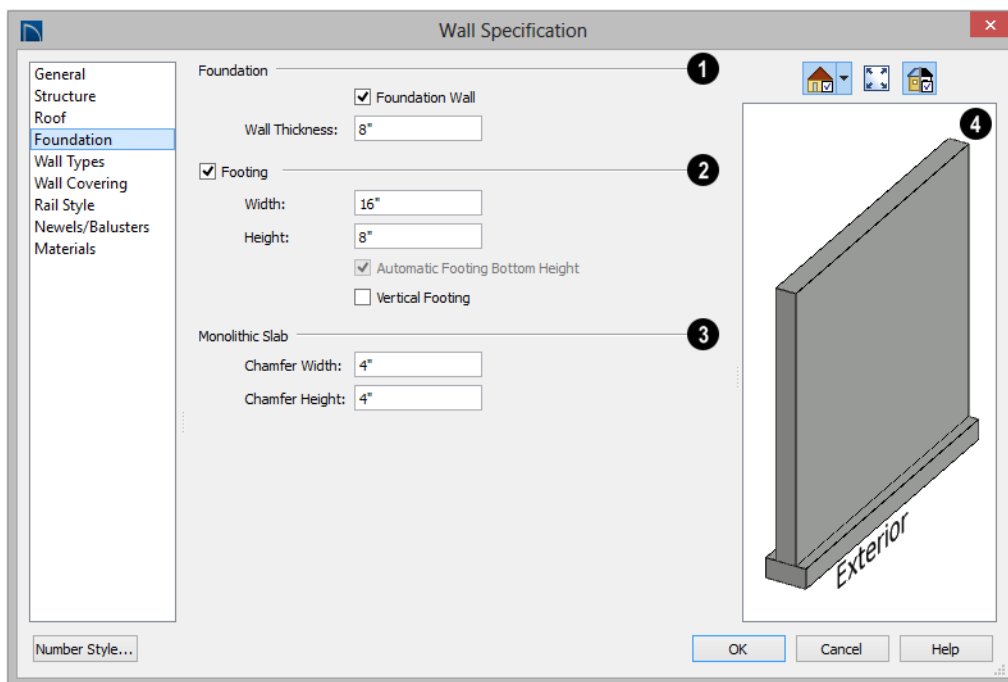 Wall Specification
General
Structure
Roof
Foundation
Wall Types
Wall Covering
Rail Style
Newels/Balusters
Materials
Foundation
1
Foundation Wall
Wall Thickness: 8"
Footing
2
Width: 16"
Height: 8"
Automatic Footing Bottom Height
Vertical Footing
Monolithic Slab
3
Chamfer Width: 4"
Chamfer Height: 4"
4
Exterior
Number Style...
OK
Cancel
Help